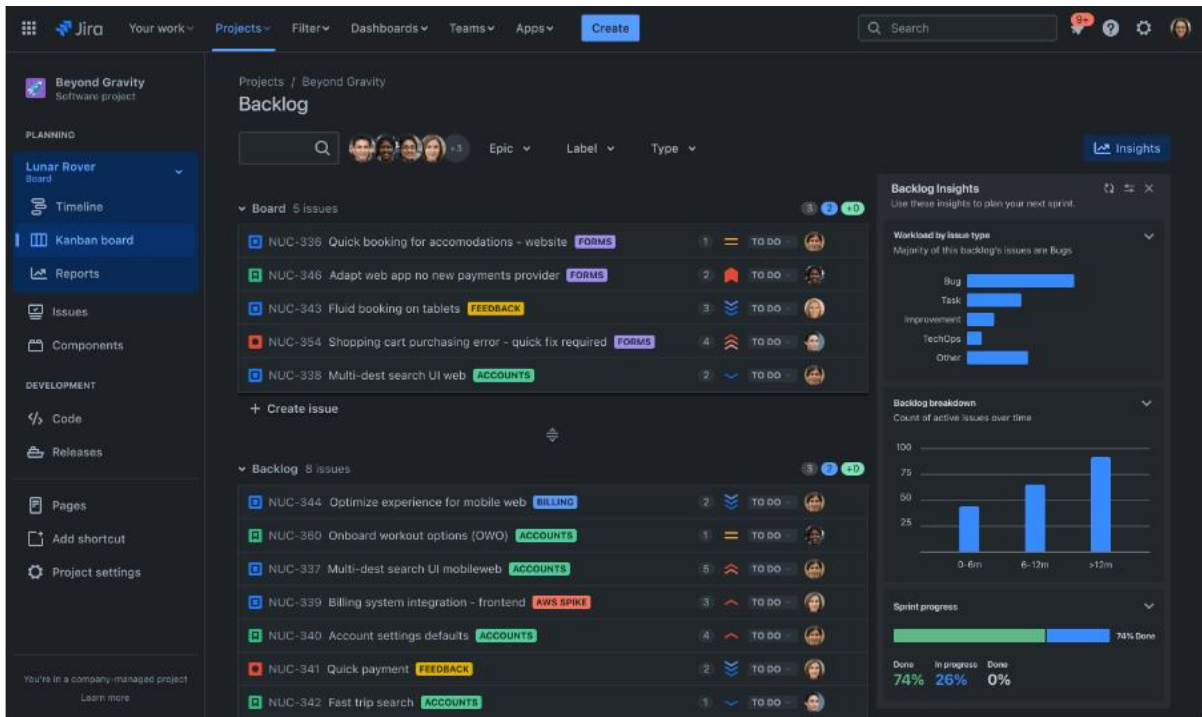 Jira Your work Projects Filter Dashboards Teams Apps Create Search 9+
Beyond Gravity
Software project
PLANNING
Lunar Rover
Board
Timeline
Kanban board
Reports
Issues
Components
DEVELOPMENT
Code
Releases
Pages
Add shortcut
Project settings
You're in a company-managed project
Learn more
Projects / Beyond Gravity
Backlog
+3 Epic Label Type
Insights
Board 5 issues 3 2 +D
NUC-336 Quick booking for accomodations - website FORMS 1 TO DO
NUC-346 Adapt web app no new payments provider FORMS 2 TO DO
NUC-343 Fluid booking on tablets FEEDBACK 3 TO DO
NUC-354 Shopping cart purchasing error - quick fix required FORMS 4 TO DO
NUC-338 Multi-dest search UI web ACCOUNTS 2 TO DO
+ Create issue
Backlog 8 issues 3 2 +D
NUC-344 Optimize experience for mobile web BILLING 2 TO DO
NUC-360 Onboard workout options (OWO) ACCOUNTS 1 TO DO
NUC-337 Multi-dest search UI mobileweb ACCOUNTS 5 TO DO
NUC-339 Billing system integration - frontend AWS SPIKE 3 TO DO
NUC-340 Account settings defaults ACCOUNTS 4 TO DO
NUC-341 Quick payment FEEDBACK 2 TO DO
NUC-342 Fast trip search ACCOUNTS 1 TO DO
Backlog Insights
Use these insights to plan your next sprint.
Workload by issue type
Majority of this backlog's issues are Bugs
Bug
Task
Improvement
TechOps
Other
Backlog breakdown
Count of active issues over time
100
75
50
25
0-6m 6-12m >12m
Sprint progress
74% Done
Done In progress Done
74% 26% 0%